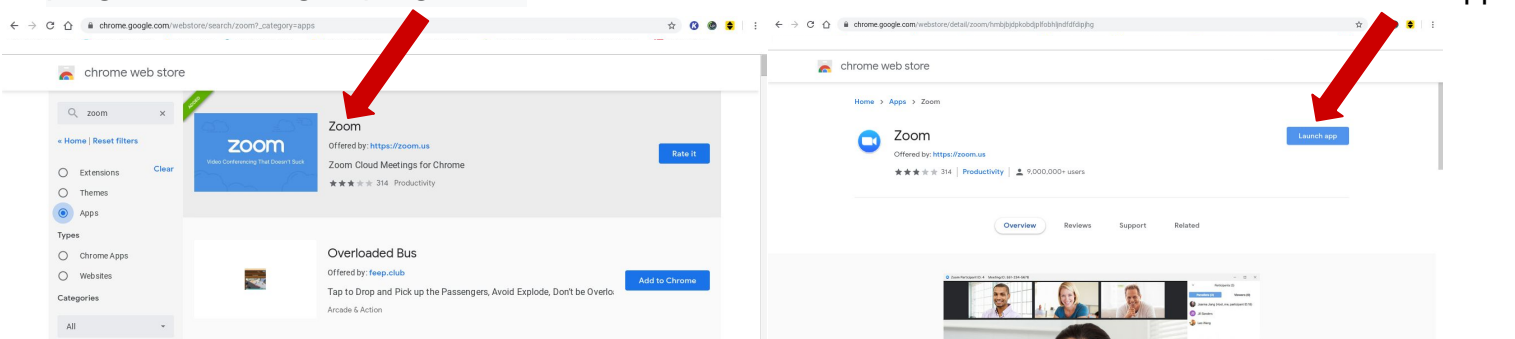 chrome.google.com/webstore/search/zoom?_category=apps
chrome web store
zoom
« Home | Reset filters
Extensions
Clear
Themes
Apps
Types
Chrome Apps
Websites
Categories
All
ADDED
zoom
Video Conferencing That Doesn't Suck
Zoom
Offered by: https://zoom.us
Zoom Cloud Meetings for Chrome
314 Productivity
Rate it
Overloaded Bus
Offered by: feep.club
Tap to Drop and Pick up the Passengers, Avoid Explode, Don't be Overlo
Arcade & Action
Add to Chrome
chrome web store
Home > Apps > Zoom
Zoom
Offered by: https://zoom.us
314 | Productivity | 9,000,000+ users
Launch app
Overview
Reviews
Support
Related